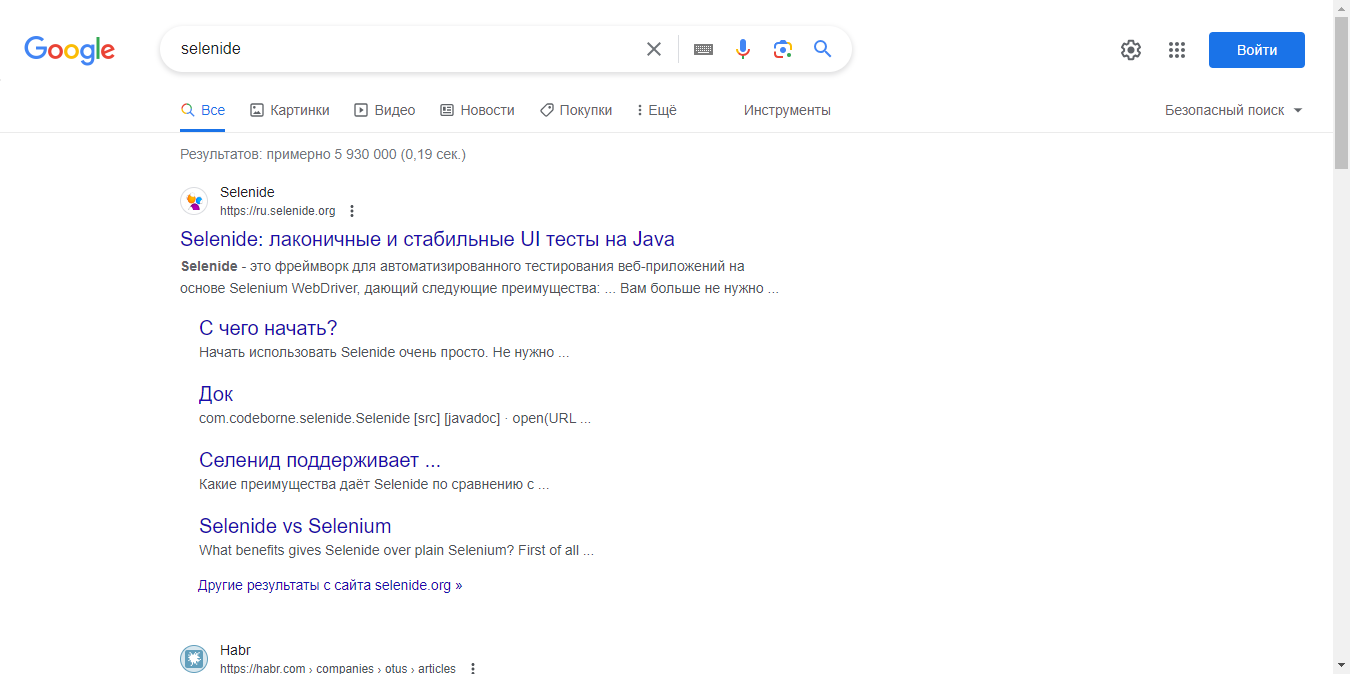 Google
selenide
Войти
Все
Картинки
Видео
Новости
Покупки
Ещё
Инструменты
Безопасный поиск
Результатов: примерно 5 930 000 (0,19 сек.)
Selenide
https://ru.selenide.org
Selenide: лаконичные и стабильные UI тесты на Java
Selenide - это фреймворк для автоматизированного тестирования веб-приложений на
основе Selenium WebDriver, дающий следующие преимущества: ... Вам больше не нужно ...
С чего начать?
Начать использовать Selenide очень просто. Не нужно ...
Док
com.codeborne.selenide.Selenide [src] [javadoc] · open(URL ...
Селенид поддерживает ...
Какие преимущества даёт Selenide по сравнению с ...
Selenide vs Selenium
What benefits gives Selenide over plain Selenium? First of all ...
Другие результаты с сайта selenide.org »
Habr
https://habr.com › companies › otus › articles